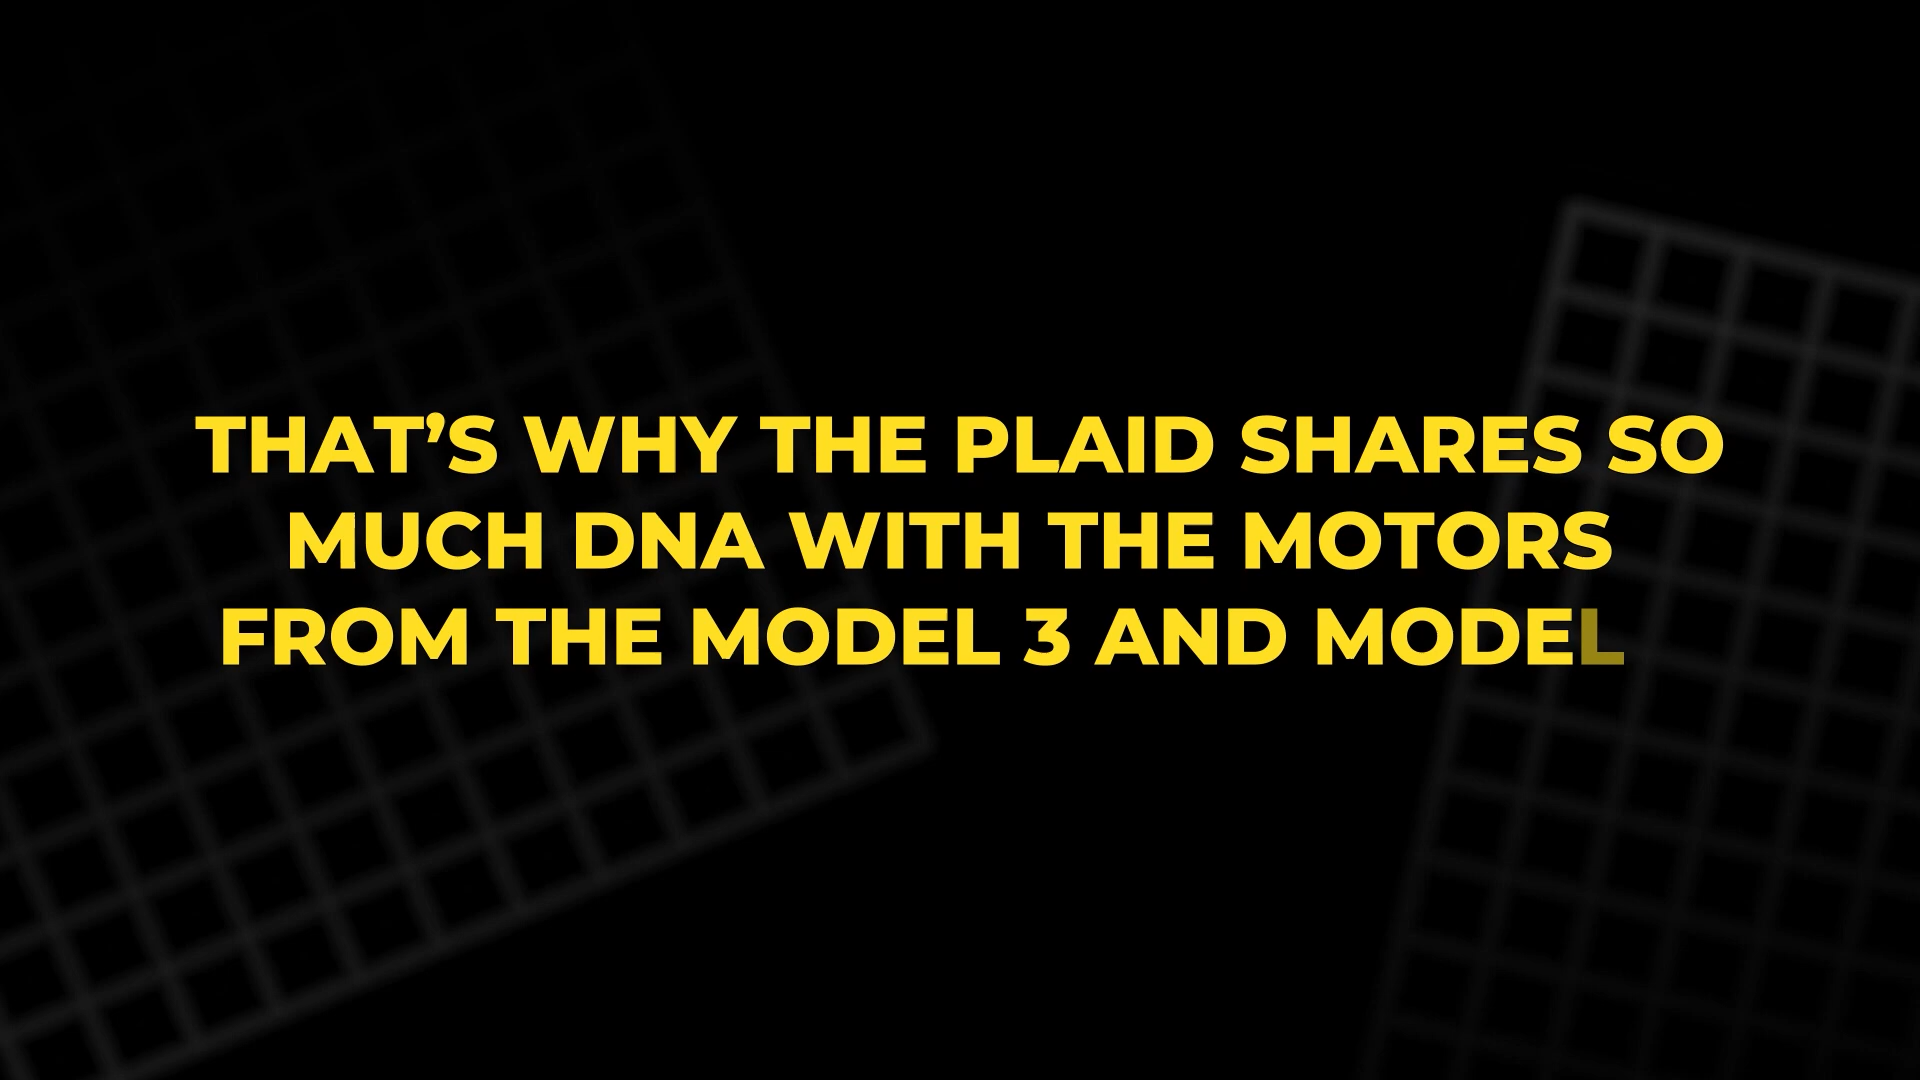 THAT’S WHY THE PLAID SHARES SO
MUCH DNA WITH THE MOTORS
FROM THE MODEL 3 AND MODEL